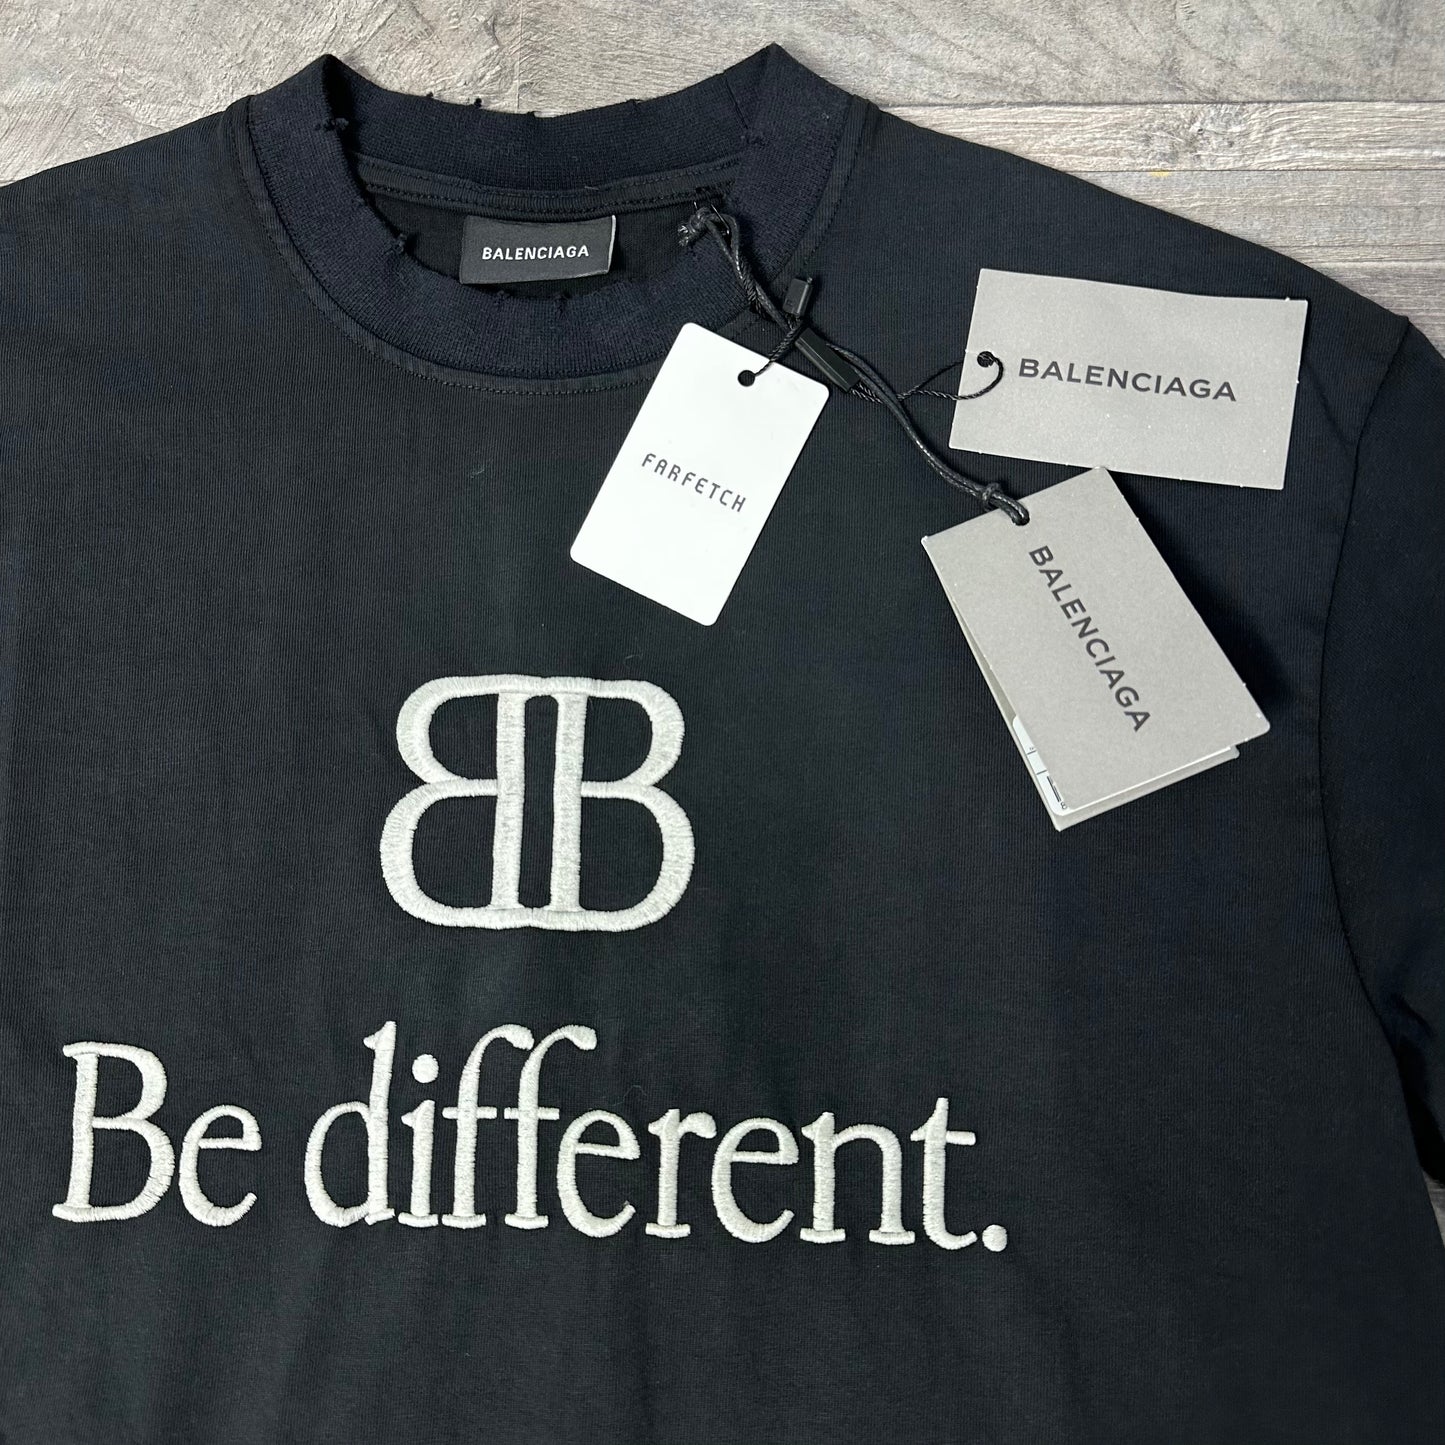 BALENCIAGA
BALENCIAGA
FARFETCH
BALENCIAGA
BB
Be different.